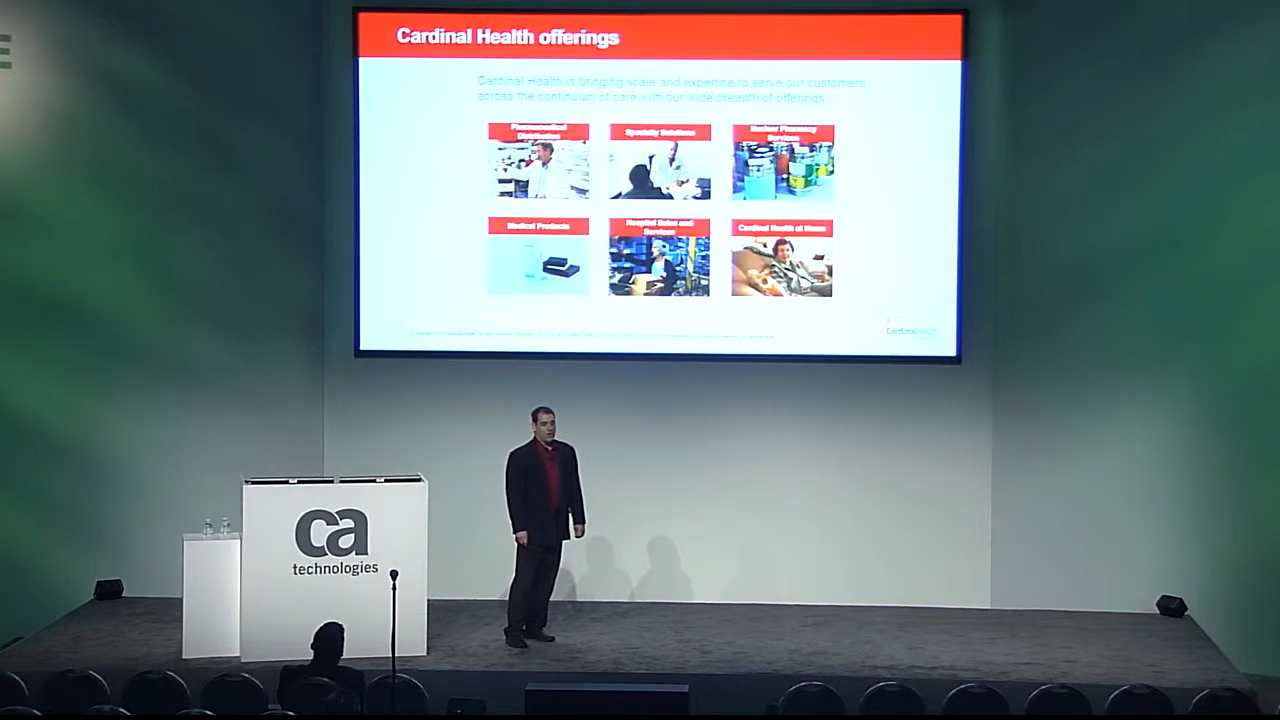 E
Cardinal Health offerings
Cardinal Health is bringing scale and expertise to serve our customers
across the continuum of care with our wide breadth of offerings.
Pharmaceutical
Distribution
Specialty Solutions
Nuclear Pharmacy
Services
Medical Products
Hospital Sales and
Services
Cardinal Health at Home
CardinalHealth
ca
technologies